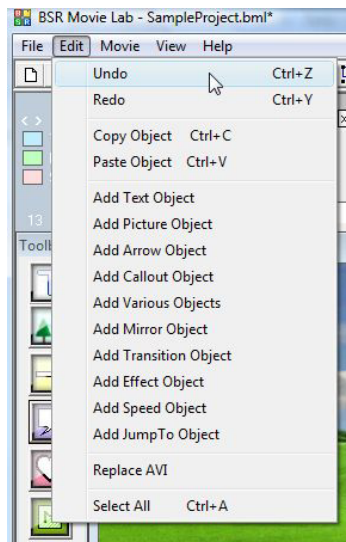 BSR Movie Lab - SampleProject.bml*
File Edit Movie View Help
Undo Ctrl+Z
Redo Ctrl+Y
Copy Object Ctrl+C
Paste Object Ctrl+V
Add Text Object
Add Picture Object
Add Arrow Object
Add Callout Object
Add Various Objects
Add Mirror Object
Add Transition Object
Add Effect Object
Add Speed Object
Add JumpTo Object
Replace AVI
Select All Ctrl+A
< >
13